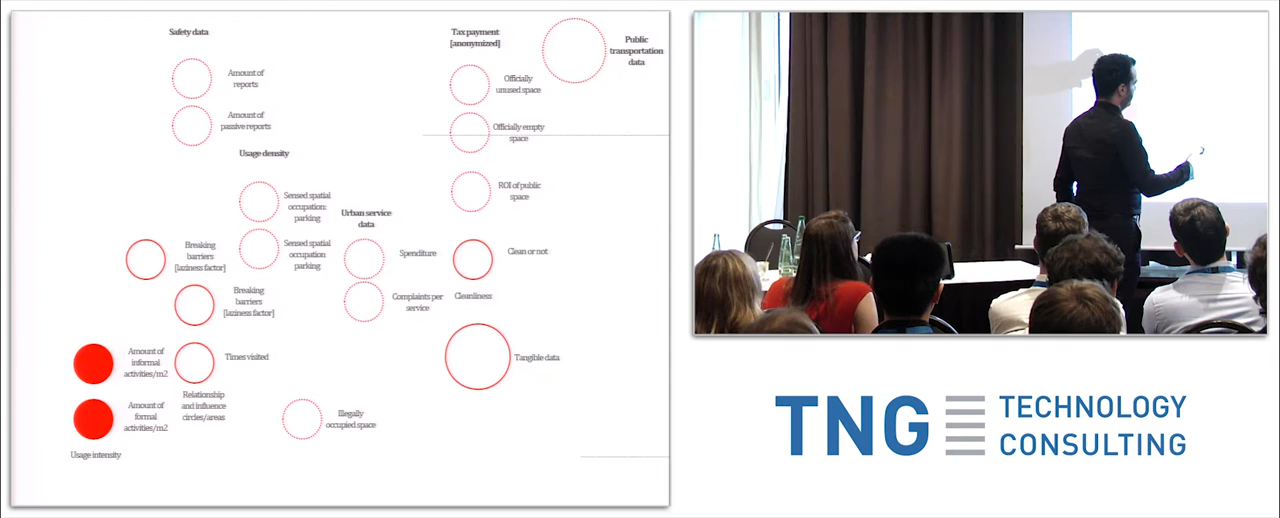 Safety data
Amount of
reports
Amount of
passive reports
Usage density
Sensed spatial
occupation:
parking
Sensed spatial
occupation
parking
Urban service
data
Spenditure
Complaints per
service
Tax payment
[anonymized]
Officially
unused space
Officially empty
space
ROI of public
space
Clean or not
Cleanliness
Public
transportation
data
Tangible data
Breaking
barriers
[laziness factor]
Breaking
barriers
[laziness factor]
Times visited
Relationship
and influence
circles/areas
Amount of
informal
activities/m2
Amount of
formal
activities/m2
Usage intensity
Illegally
occupied space
TNG TECHNOLOGY
CONSULTING